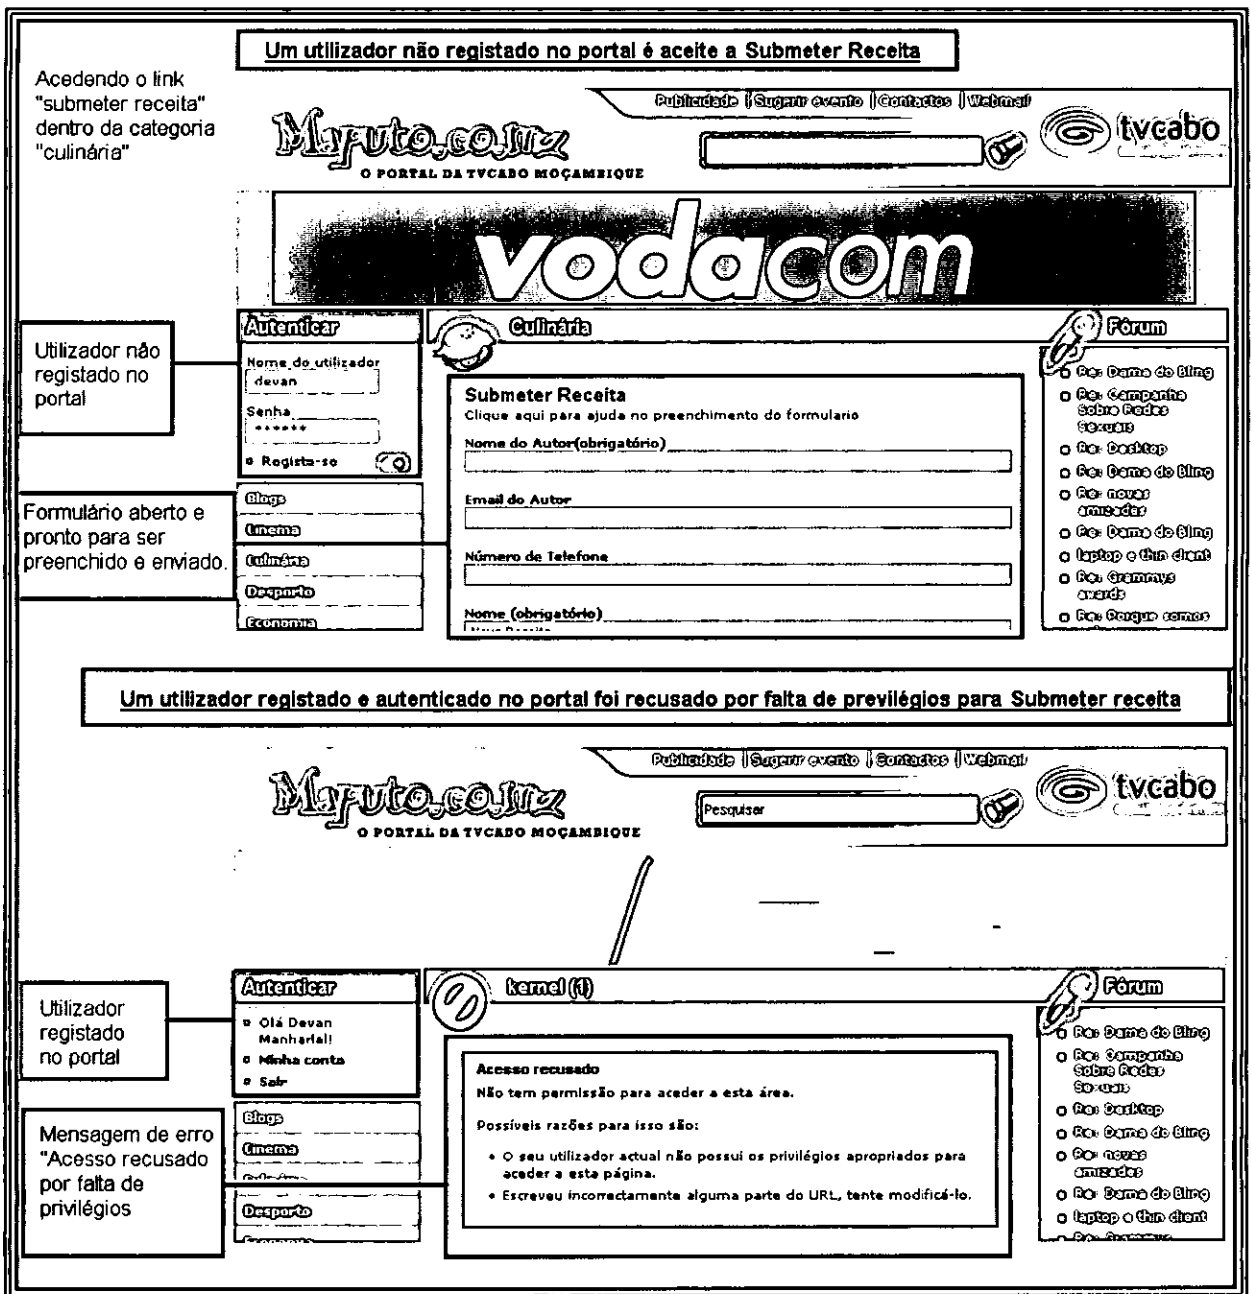 Um utilizador não registado no portal é aceite a Submeter Receita
Acedendo o link
"submeter receita"
dentro da categoria
"culinária"
Publicidade | Sugerir evento | Contactos | Webmail
Maputo.co.mz
O PORTAL DA TVCABO MOÇAMBIQUE
tvcabo
vodacom
Utilizador não
registado no
portal
Autenticar
Nome do utilizador
devan
Senha
******
Registe-se
Culinária
Submeter Receita
Clique aqui para ajuda no preenchimento do formulario
Nome do Autor(obrigatório)
Email do Autor
Número de Telefone
Nome (obrigatório)
Fórum
Re: Dama do Bling
Re: Campanha
Sobre Redes
Sexuais
Re: Desktop
Re: Dama do Bling
Re: novas
amizades
Re: Dama do Bling
laptop e thin client
Re: Grammys
awards
Re: Porque somos
Formulário aberto e
pronto para ser
preenchido e enviado.
Blogs
Cinema
Culinária
Desporto
Economia
Um utilizador registado e autenticado no portal foi recusado por falta de previlégios para Submeter receita
Publicidade | Sugerir evento | Contactos | Webmail
Maputo.co.mz
O PORTAL DA TVCABO MOÇAMBIQUE
Pesquisar
tvcabo
Utilizador
registado
no portal
Autenticar
Olá Devan
Manharlal!
Minha conta
Sair
kernel (1)
Acesso recusado
Não tem permissão para aceder a esta área.
Possíveis razões para isso são:
• O seu utilizador actual não possui os privilégios apropriados para
aceder a esta página.
• Escreveu incorrectamente alguma parte do URL, tente modificá-lo.
Fórum
Re: Dama do Bling
Re: Campanha
Sobre Redes
Sexuais
Re: Desktop
Re: Dama do Bling
Re: novas
amizades
Re: Dama do Bling
laptop e thin client
Re: Grammys
Mensagem de erro
"Acesso recusado
por falta de
privilégios
Blogs
Cinema
Desporto
Economia